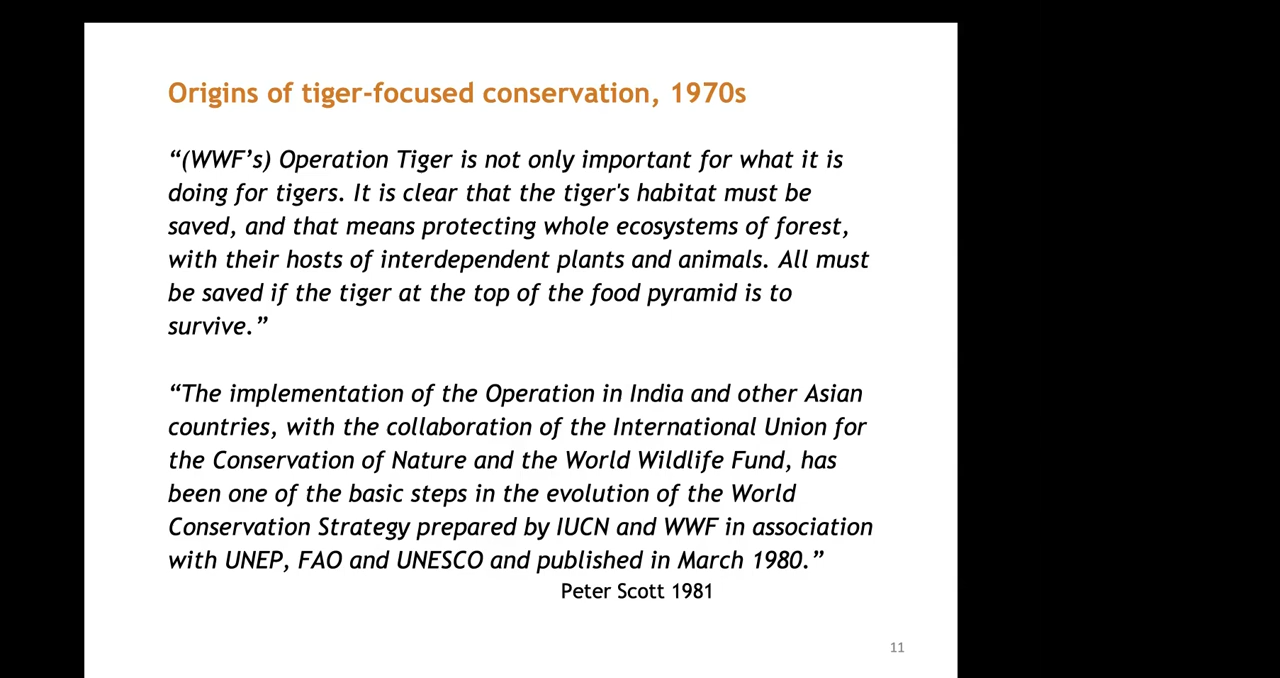 Origins of tiger-focused conservation, 1970s
“(WWF’s) Operation Tiger is not only important for what it is
doing for tigers. It is clear that the tiger's habitat must be
saved, and that means protecting whole ecosystems of forest,
with their hosts of interdependent plants and animals. All must
be saved if the tiger at the top of the food pyramid is to
survive.”
“The implementation of the Operation in India and other Asian
countries, with the collaboration of the International Union for
the Conservation of Nature and the World Wildlife Fund, has
been one of the basic steps in the evolution of the World
Conservation Strategy prepared by IUCN and WWF in association
with UNEP, FAO and UNESCO and published in March 1980.”
Peter Scott 1981
11